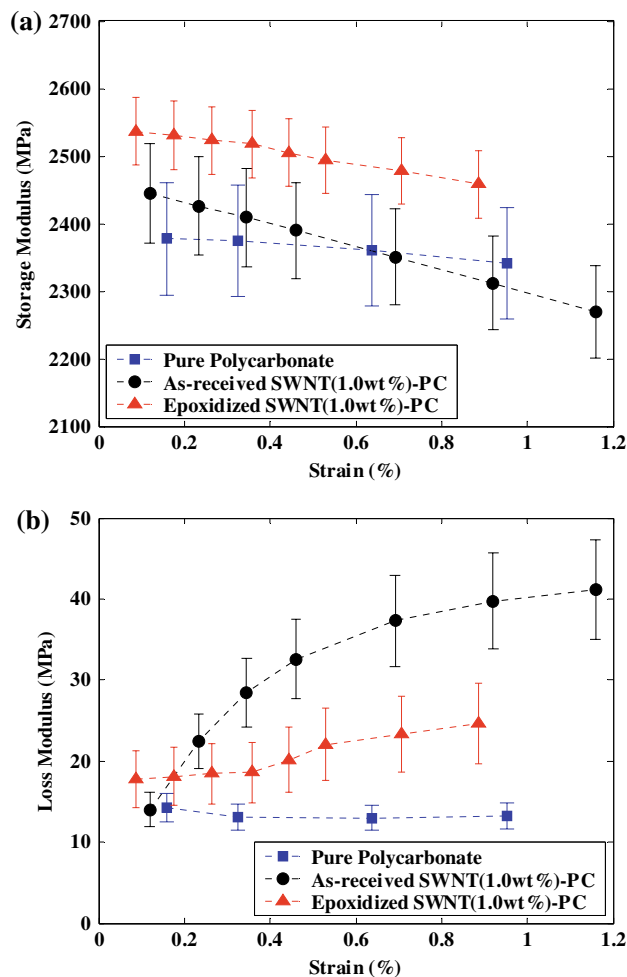 (a)
2700
2600
2500
2400
2300
2200
2100
Storage Modulus (MPa)
Pure Polycarbonate
As-received SWNT(1.0wt%)-PC
Epoxidized SWNT(1.0wt%)-PC
0 0.2 0.4 0.6 0.8 1 1.2
Strain (%)
(b)
50
40
30
20
10
0
Loss Modulus (MPa)
Pure Polycarbonate
As-received SWNT(1.0wt%)-PC
Epoxidized SWNT(1.0wt%)-PC
0 0.2 0.4 0.6 0.8 1 1.2
Strain (%)